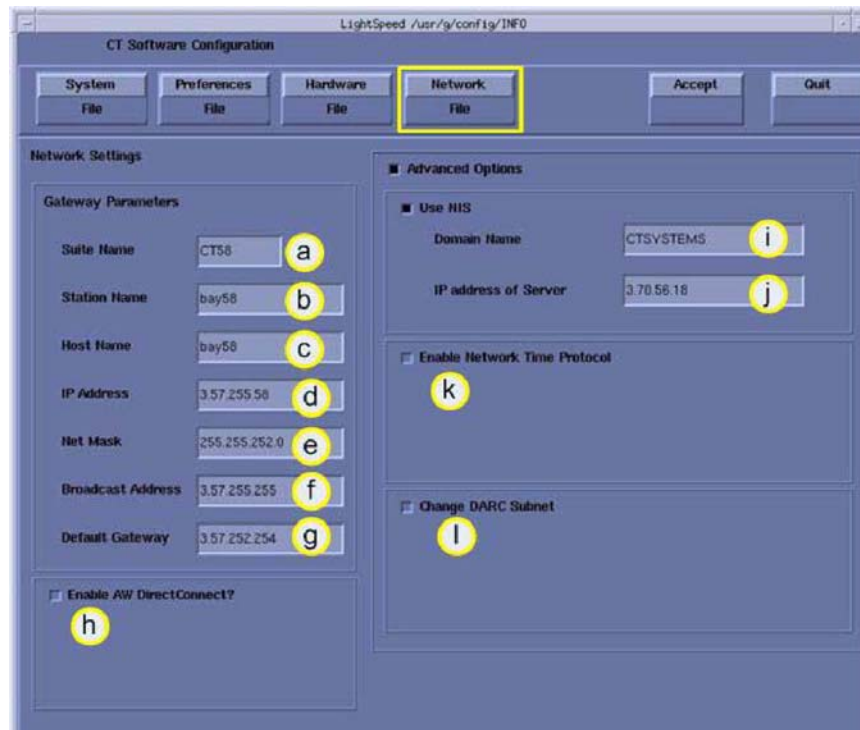 LightSpeed /usr/g/config/INFO
CT Software Configuration
System Preferences Hardware Network Accept Quit
File File File File
Network Settings
Advanced Options
Gateway Parameters
Use NIS
Suite Name CT58 a
Domain Name CTSYSTEMS i
Station Name bay58 b
IP address of Server 3.70.56.18 j
Host Name bay58 c
Enable Network Time Protocol
k
IP Address 3.57.255.58 d
Net Mask 255.255.252.0 e
Broadcast Address 3.57.255.255 f
Change DARC Subnet
l
Default Gateway 3.57.252.254 g
Enable AW DirectConnect?
h